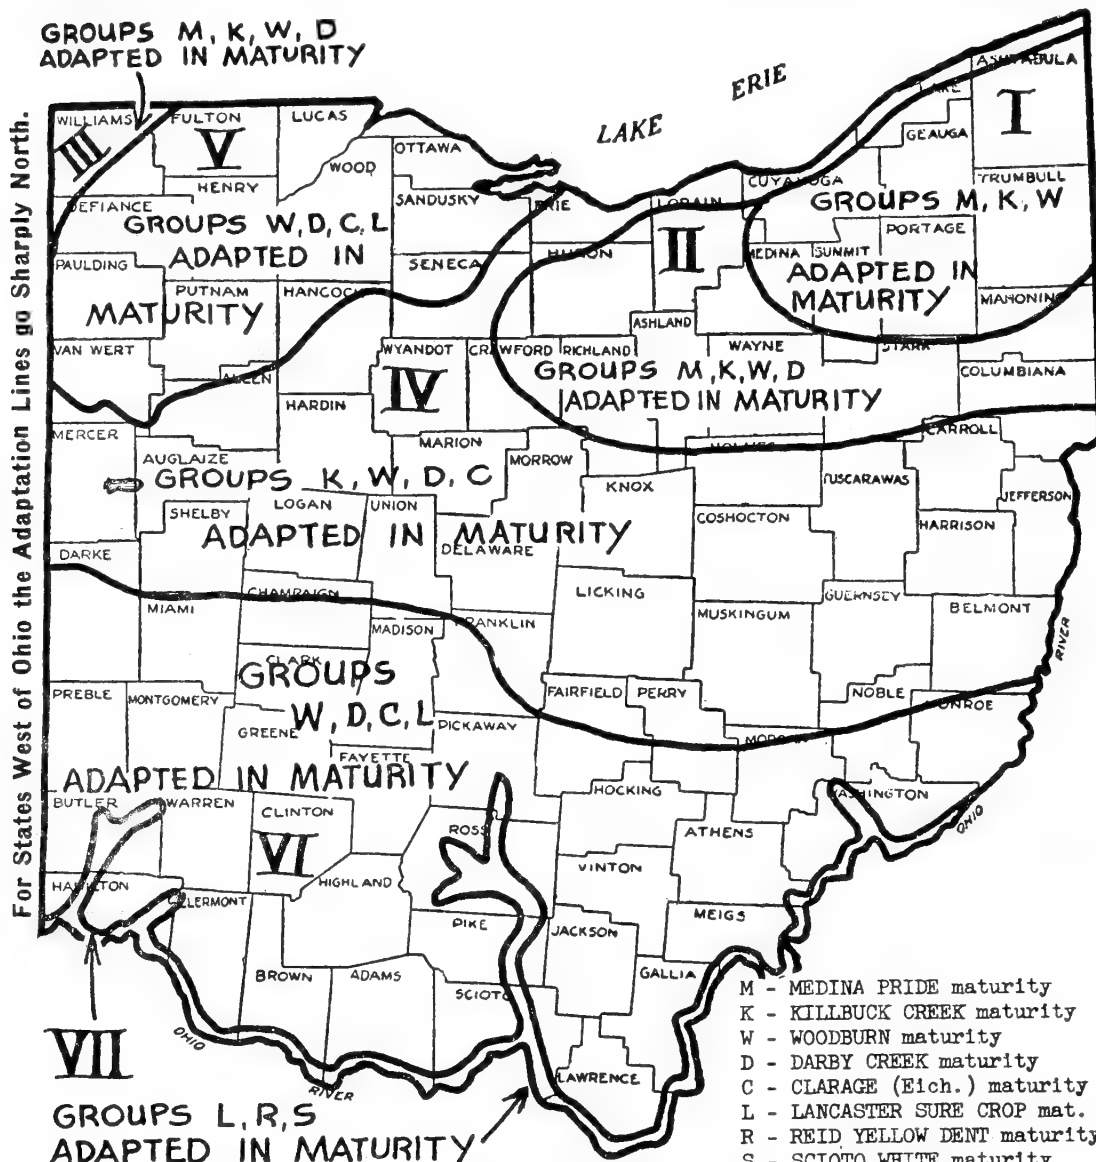 GROUPS M, K, W, D
ADAPTED IN MATURITY
For States West of Ohio the Adaptation Lines go Sharply North.
LAKE ERIE
WILLIAMS
FULTON
LUCAS
III
V
WOOD
OTTAWA
HENRY
DEFIANCE
SANDUSKY
ERIE
LORAIN
CUYAHOGA
LAKE
ASHTABULA
I
GEAUGA
TRUMBULL
GROUPS M, K, W
ADAPTED IN
MATURITY
PORTAGE
MEDINA
SUMMIT
MAHONING
GROUPS W, D, C, L
ADAPTED IN
MATURITY
PAULDING
PUTNAM
HANCOCK
SENECA
HURON
II
ASHLAND
VAN WERT
ALLEN
WYANDOT
CRAWFORD
RICHLAND
WAYNE
STARK
COLUMBIANA
GROUPS M, K, W, D
ADAPTED IN MATURITY
IV
HARDIN
MERCER
AUGLAIZE
MARION
MORROW
HOLMES
CARROLL
GROUPS K, W, D, C
ADAPTED IN MATURITY
KNOX
TUSCARAWAS
JEFFERSON
SHELBY
LOGAN
UNION
DELAWARE
COSHOCTON
HARRISON
DARKE
MIAMI
CHAMPAIGN
LICKING
MUSKINGUM
GUERNSEY
BELMONT
MADISON
FRANKLIN
RIVER
CLARK
GROUPS
W, D, C, L
ADAPTED IN MATURITY
PREBLE
MONTGOMERY
GREENE
PICKAWAY
FAIRFIELD
PERRY
NOBLE
MONROE
MORGAN
FAYETTE
BUTLER
WARREN
CLINTON
ROSS
HOCKING
ATHENS
WASHINGTON
OHIO
VI
HAMILTON
CLERMONT
HIGHLAND
VINTON
PIKE
JACKSON
MEIGS
BROWN
ADAMS
SCIOTO
GALLIA
LAWRENCE
OHIO
RIVER
VII
GROUPS L, R, S
ADAPTED IN MATURITY
M - MEDINA PRIDE maturity
K - KILLBUCK CREEK maturity
W - WOODBURN maturity
D - DARBY CREEK maturity
C - CLARAGE (Eich.) maturity
L - LANCASTER SURE CROP mat.
R - REID YELLOW DENT maturity
S - SCIOTO WHITE maturity